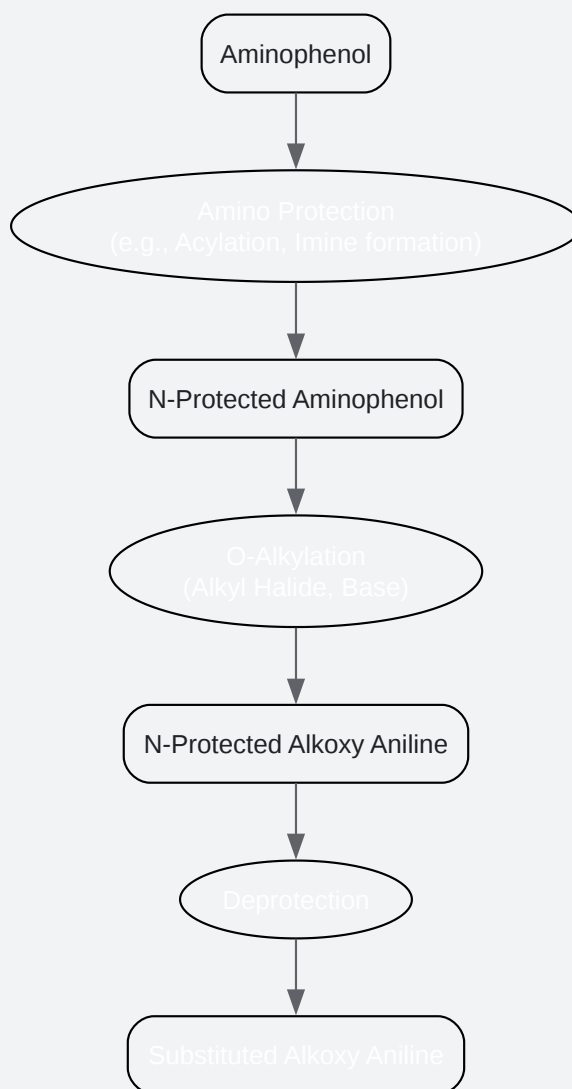 Aminophenol
Amino Protection
(e.g., Acylation, Imine formation)
N-Protected Aminophenol
O-Alkylation
(Alkyl Halide, Base)
N-Protected Alkoxy Aniline
Deprotection
Substituted Alkoxy Aniline